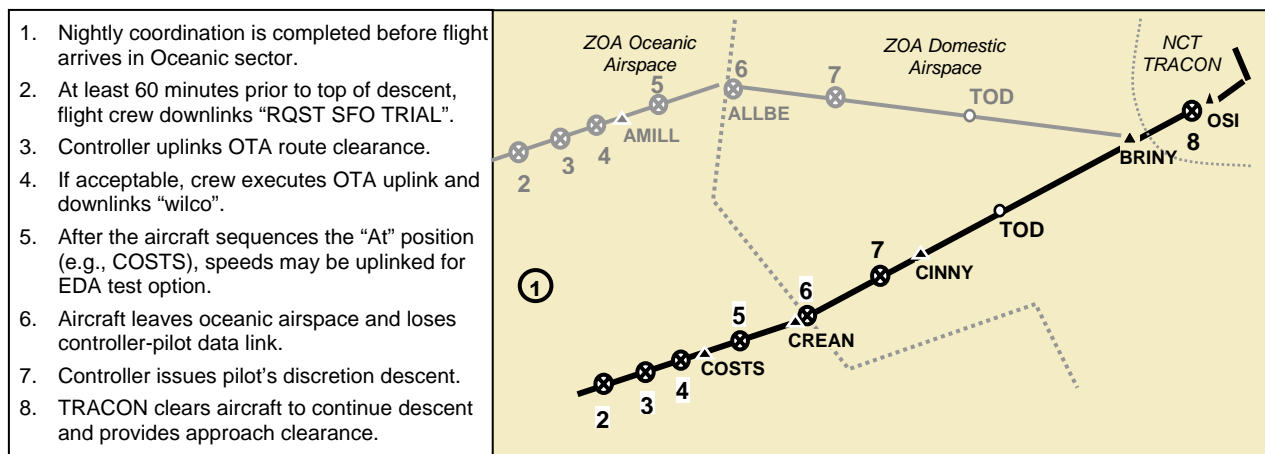 1. Nightly coordination is completed before flight
arrives in Oceanic sector.
2. At least 60 minutes prior to top of descent,
flight crew downlinks “RQST SFO TRIAL”.
3. Controller uplinks OTA route clearance.
4. If acceptable, crew executes OTA uplink and
downlinks “wilco”.
5. After the aircraft sequences the “At” position
(e.g., COSTS), speeds may be uplinked for
EDA test option.
6. Aircraft leaves oceanic airspace and loses
controller-pilot data link.
7. Controller issues pilot’s discretion descent.
8. TRACON clears aircraft to continue descent
and provides approach clearance.
ZOA Oceanic
Airspace
ZOA Domestic
Airspace
NCT
TRACON
2
3
4
AMILL
5
6
ALLBE
7
TOD
BRINY
8
OSI
1
2
3
4
COSTS
5
6
CREAN
7
CINNY
TOD